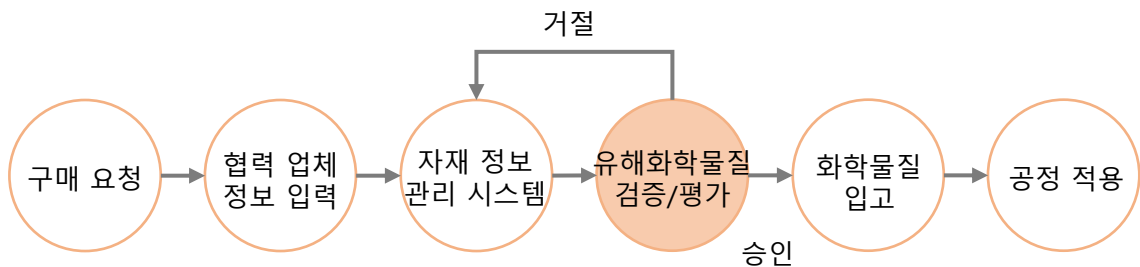 거절
구매 요청
협력 업체
정보 입력
자재 정보
관리 시스템
유해화학물질
검증/평가
승인
화학물질
입고
공정 적용